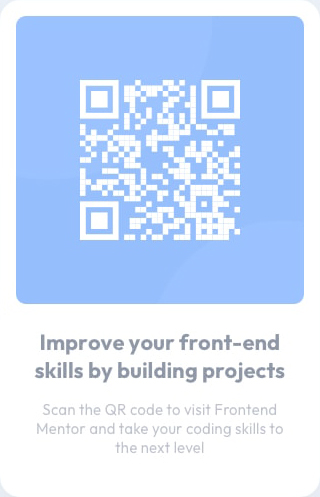 Improve your front-end
skills by building projects
Scan the QR code to visit Frontend
Mentor and take your coding skills to
the next level